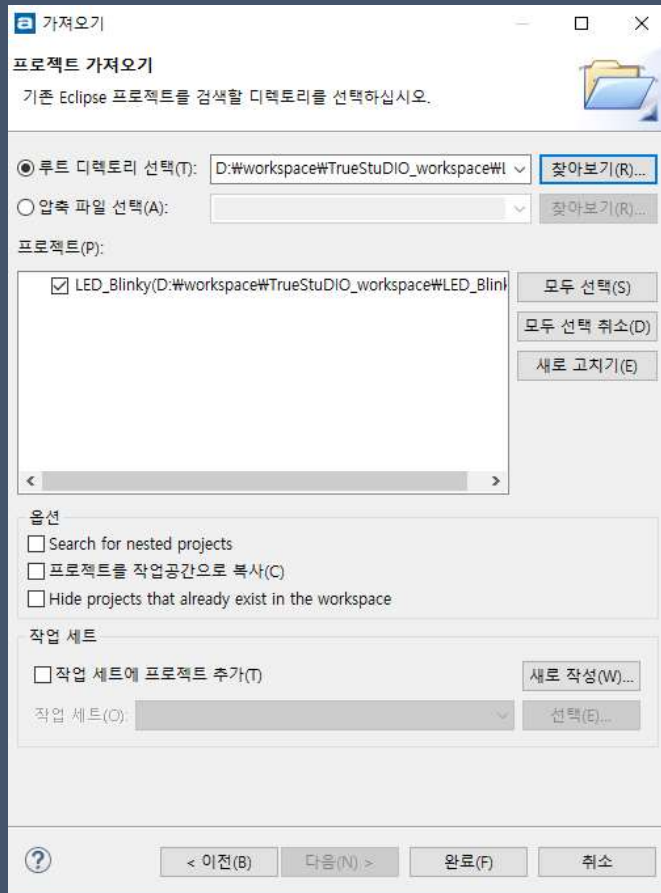 가져오기
프로젝트 가져오기
기존 Eclipse 프로젝트를 검색할 디렉토리를 선택하십시오.
루트 디렉토리 선택(T): D:₩workspace₩TrueStuDIO_workspace₩L 찾아보기(R)...
압축 파일 선택(A): 찾아보기(R)...
프로젝트(P):
LED_Blinky(D:₩workspace₩TrueStuDIO_workspace₩LED_Blink 모두 선택(S)
모두 선택 취소(D)
새로 고치기(E)
옵션
Search for nested projects
프로젝트를 작업공간으로 복사(C)
Hide projects that already exist in the workspace
작업 세트
작업 세트에 프로젝트 추가(T) 새로 작성(W)...
작업 세트(O): 선택(E)...
< 이전(B) 다음(N) > 완료(F) 취소